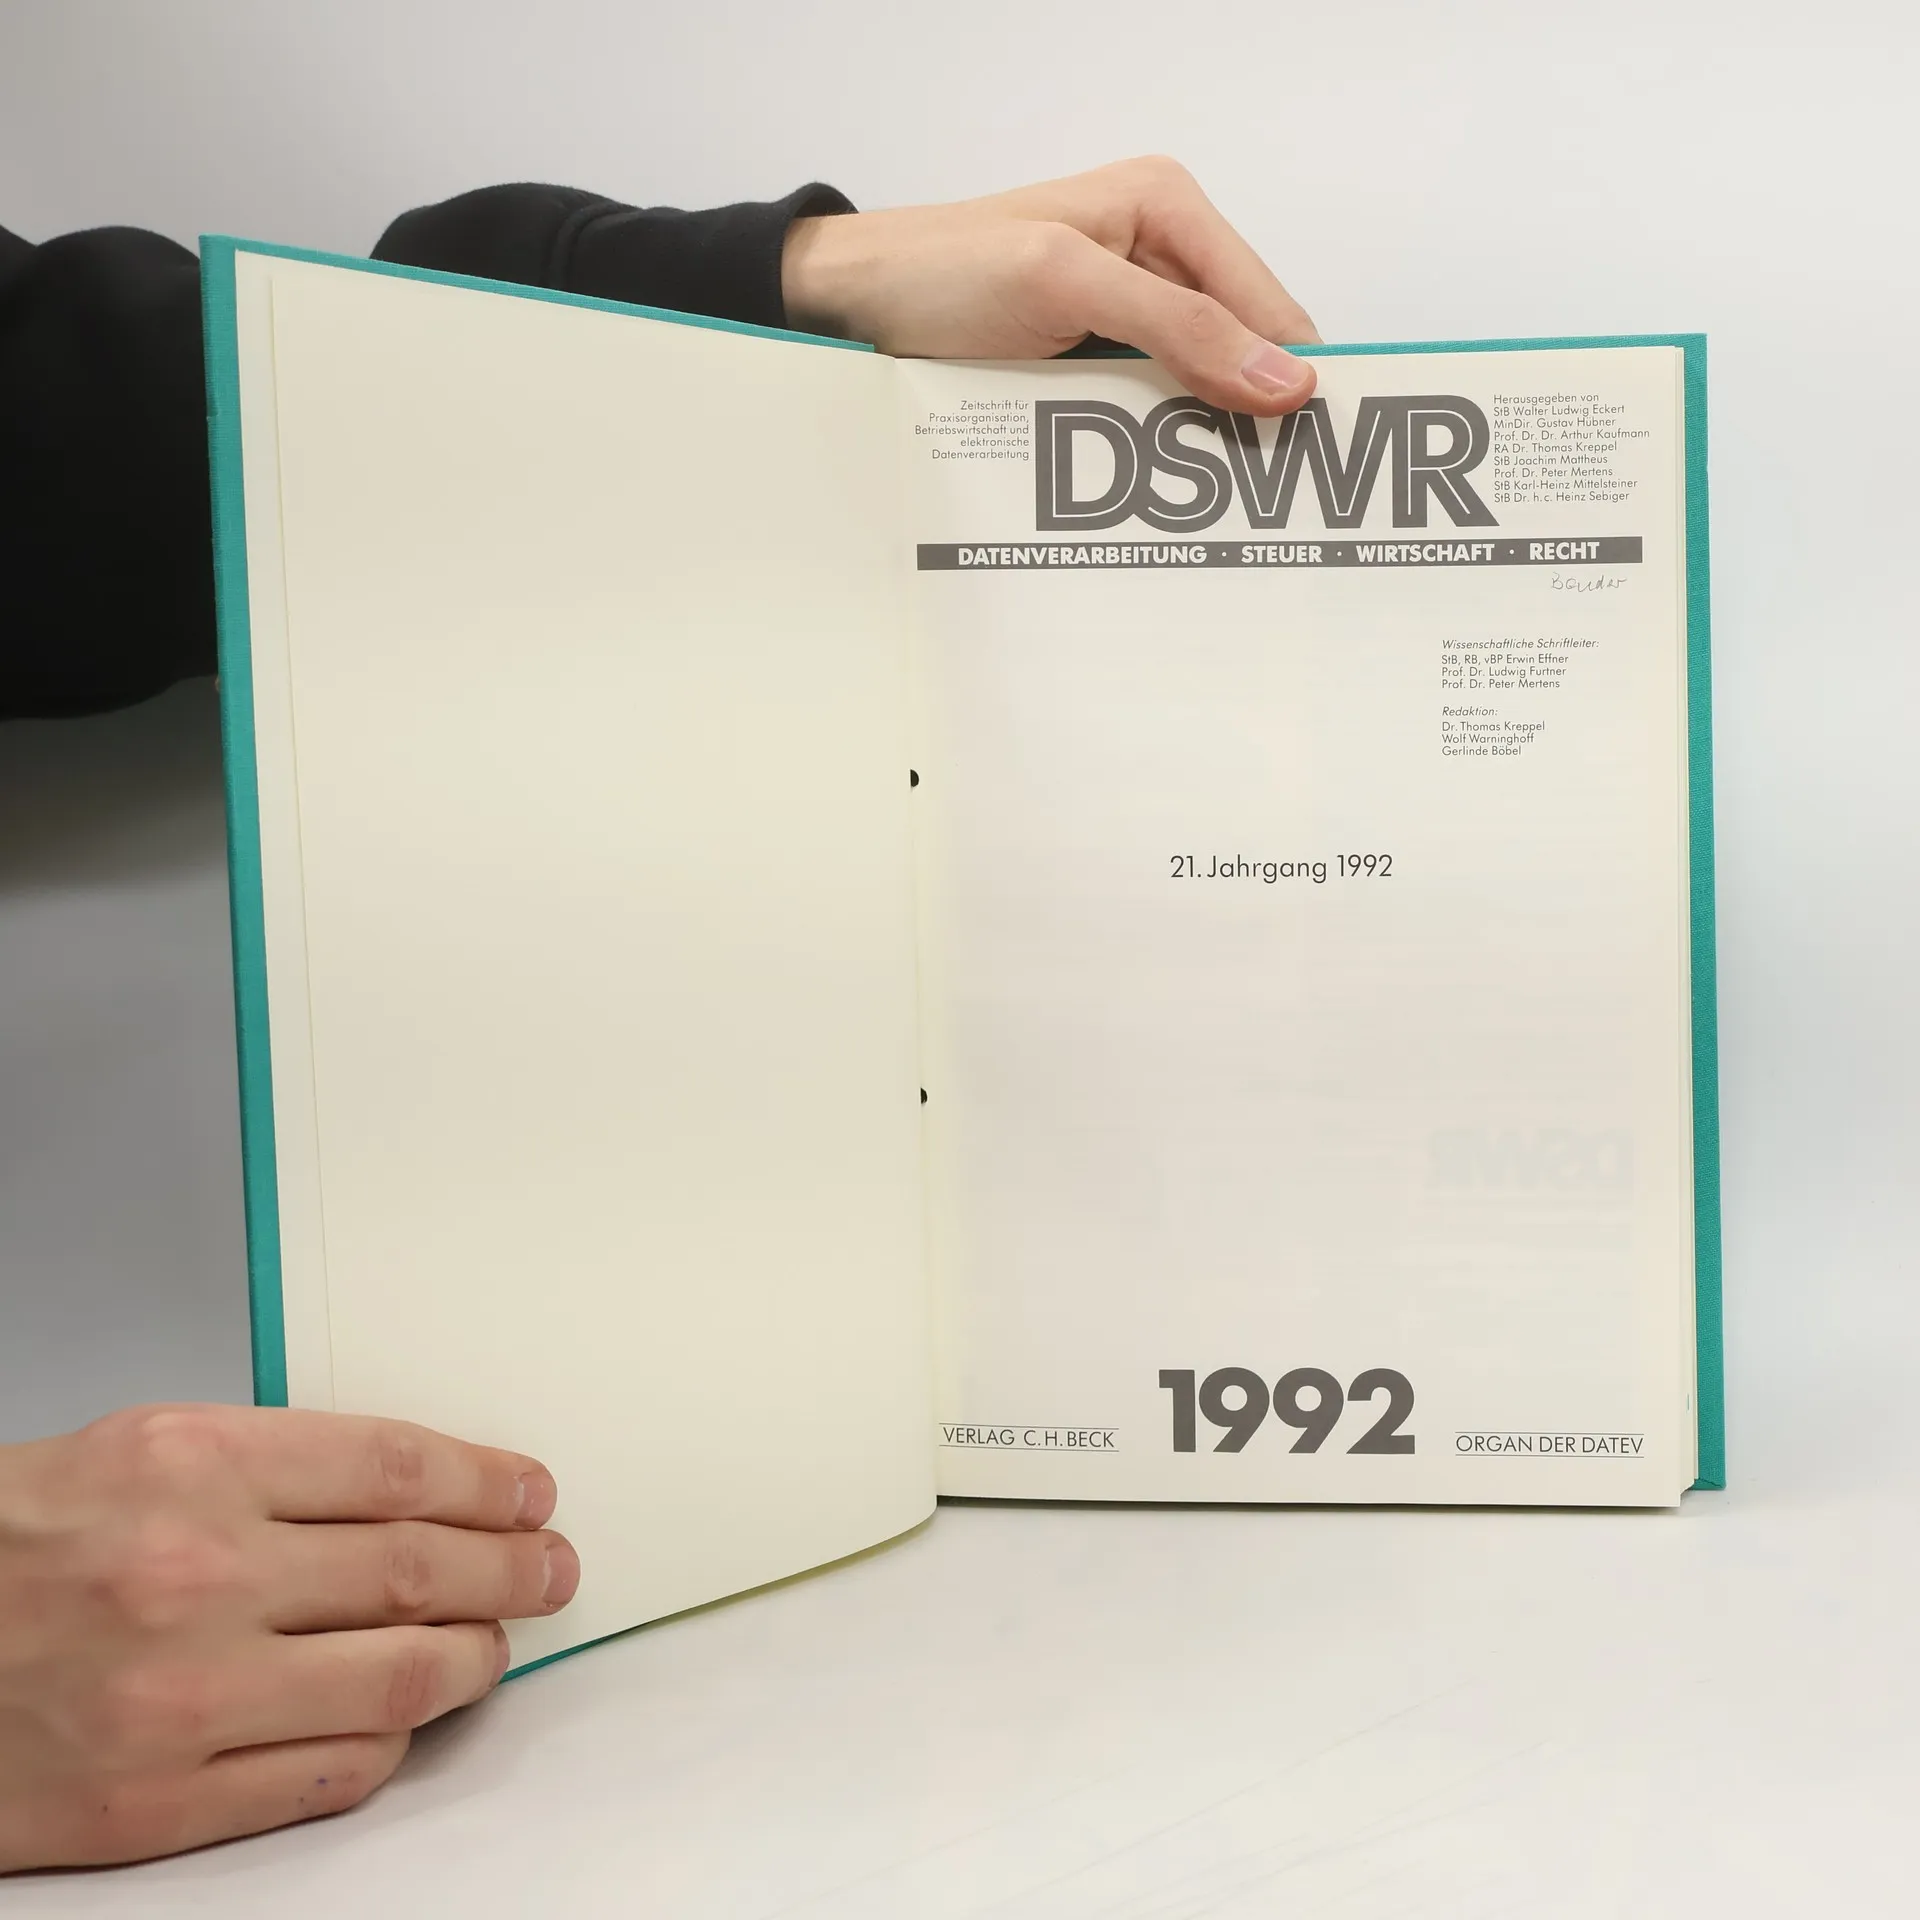 Zeitschrift für
Praxisorganisation,
Betriebswirtschaft und
elektronische
Datenverarbeitung
DSWR
Herausgegeben von
StB Walter Ludwig Eckert
MinDir. Gustav Hübner
Prof. Dr. Dr. Arthur Kaufmann
RA Dr. Thomas Kreppel
StB Joachim Mattheus
Prof. Dr. Peter Mertens
StB Karl-Heinz Mittelsteiner
StB Dr. h.c. Heinz Sebiger
DATENVERARBEITUNG · STEUER · WIRTSCHAFT · RECHT
Wissenschaftliche Schriftleiter:
StB, RB, vBP Erwin Effner
Prof. Dr. Ludwig Furtner
Prof. Dr. Peter Mertens
Redaktion:
Dr. Thomas Kreppel
Wolf Warninghoff
Gerlinde Böbel
21. Jahrgang 1992
VERLAG C.H.BECK
1992
ORGAN DER DATEV